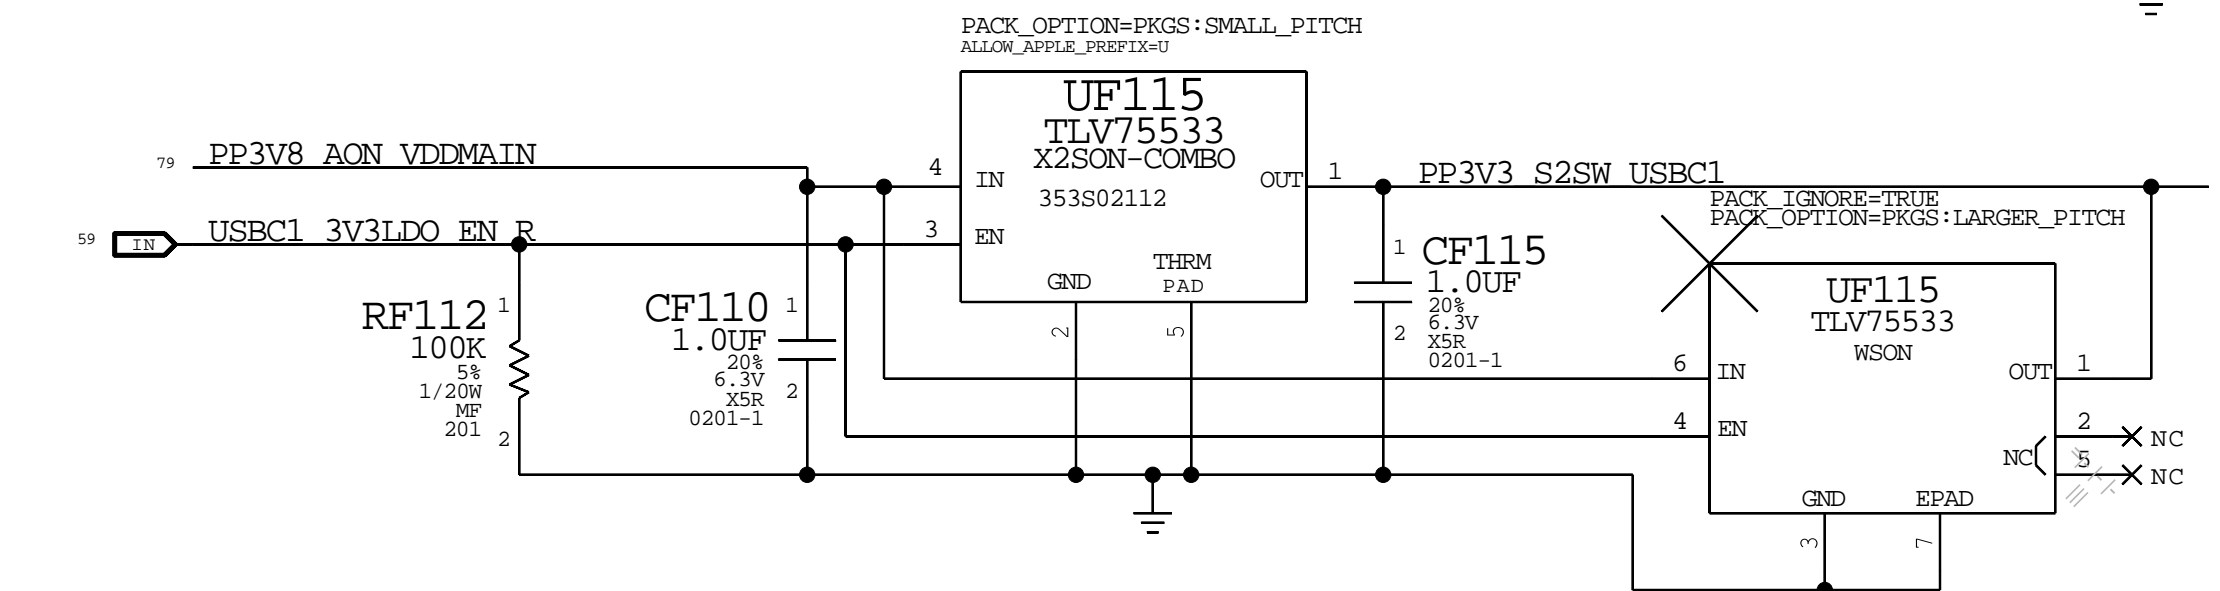 PACK_OPTION=PKGS:SMALL_PITCH
ALLOW_APPLE_PREFIX=U
UF115
TLV75533
X2SON-COMBO
353S02112
4
IN
3
EN
OUT
1
GND
THRM
PAD
2
5
79
PP3V8_AON_VDDMAIN
59
IN
USBC1_3V3LDO_EN_R
RF112
100K
5%
1/20W
MF
201
1
2
CF110
1.0UF
20%
6.3V
X5R
0201-1
1
2
PP3V3_S2SW_USBC1
PACK_IGNORE=TRUE
PACK_OPTION=PKGS:LARGER_PITCH
1
CF115
1.0UF
20%
6.3V
X5R
0201-1
2
UF115
TLV75533
WSON
6
IN
4
EN
OUT
1
2
NC
NC
5
NC
GND
EPAD
3
7